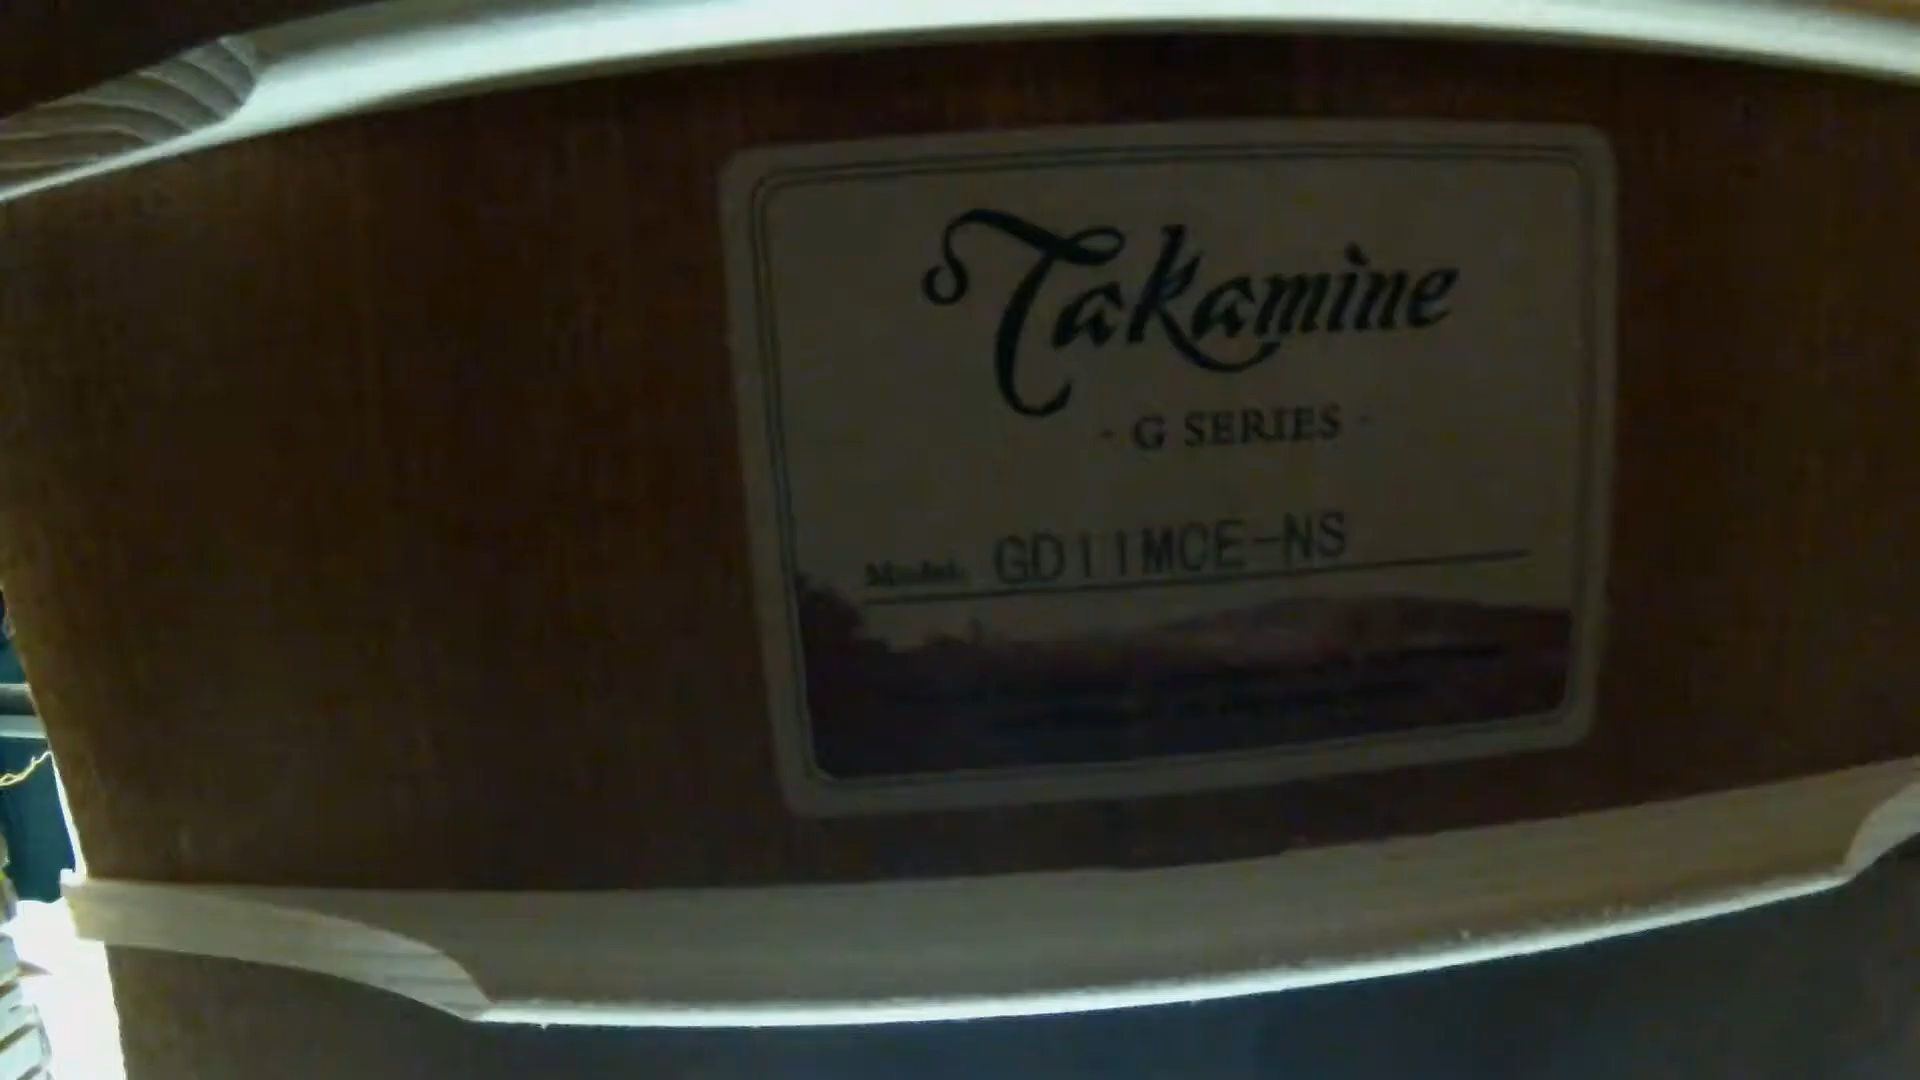 Takamine
- G SERIES -
Model: GD11MCE-NS